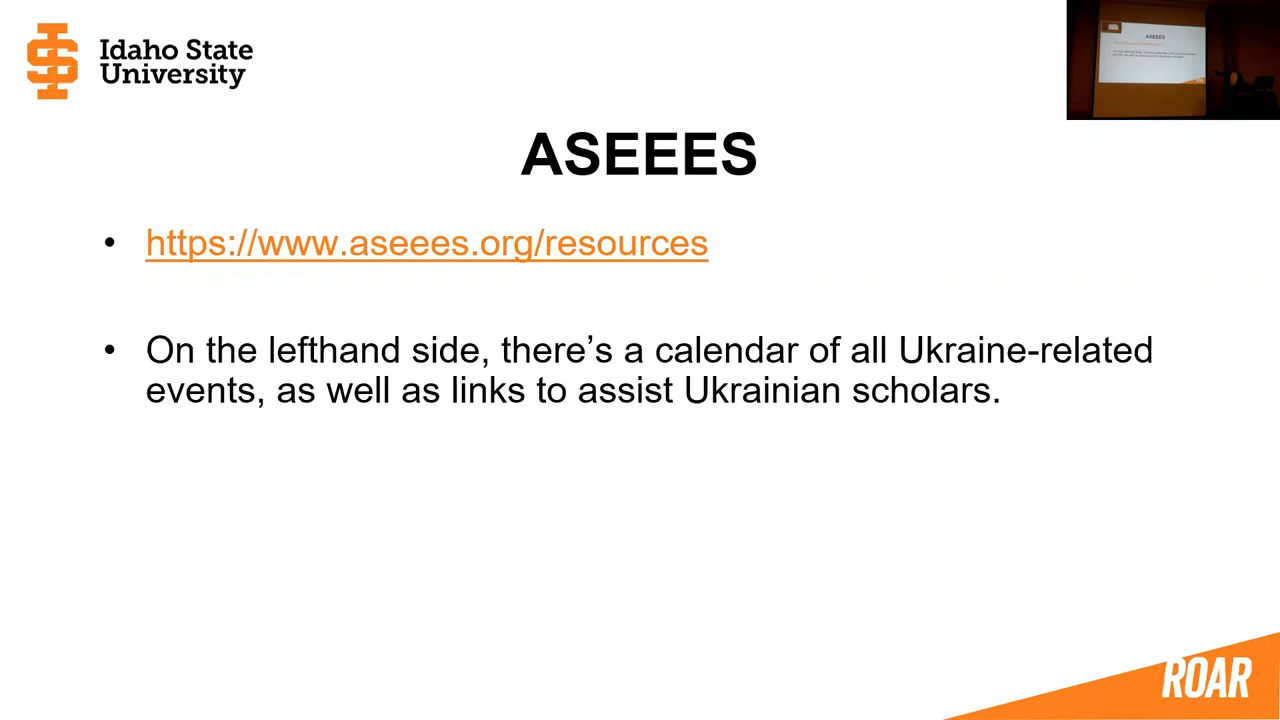 Idaho State
University
ASEEES
• https://www.aseees.org/resources
• On the lefthand side, there’s a calendar of all Ukraine-related
events, as well as links to assist Ukrainian scholars.
ROAR